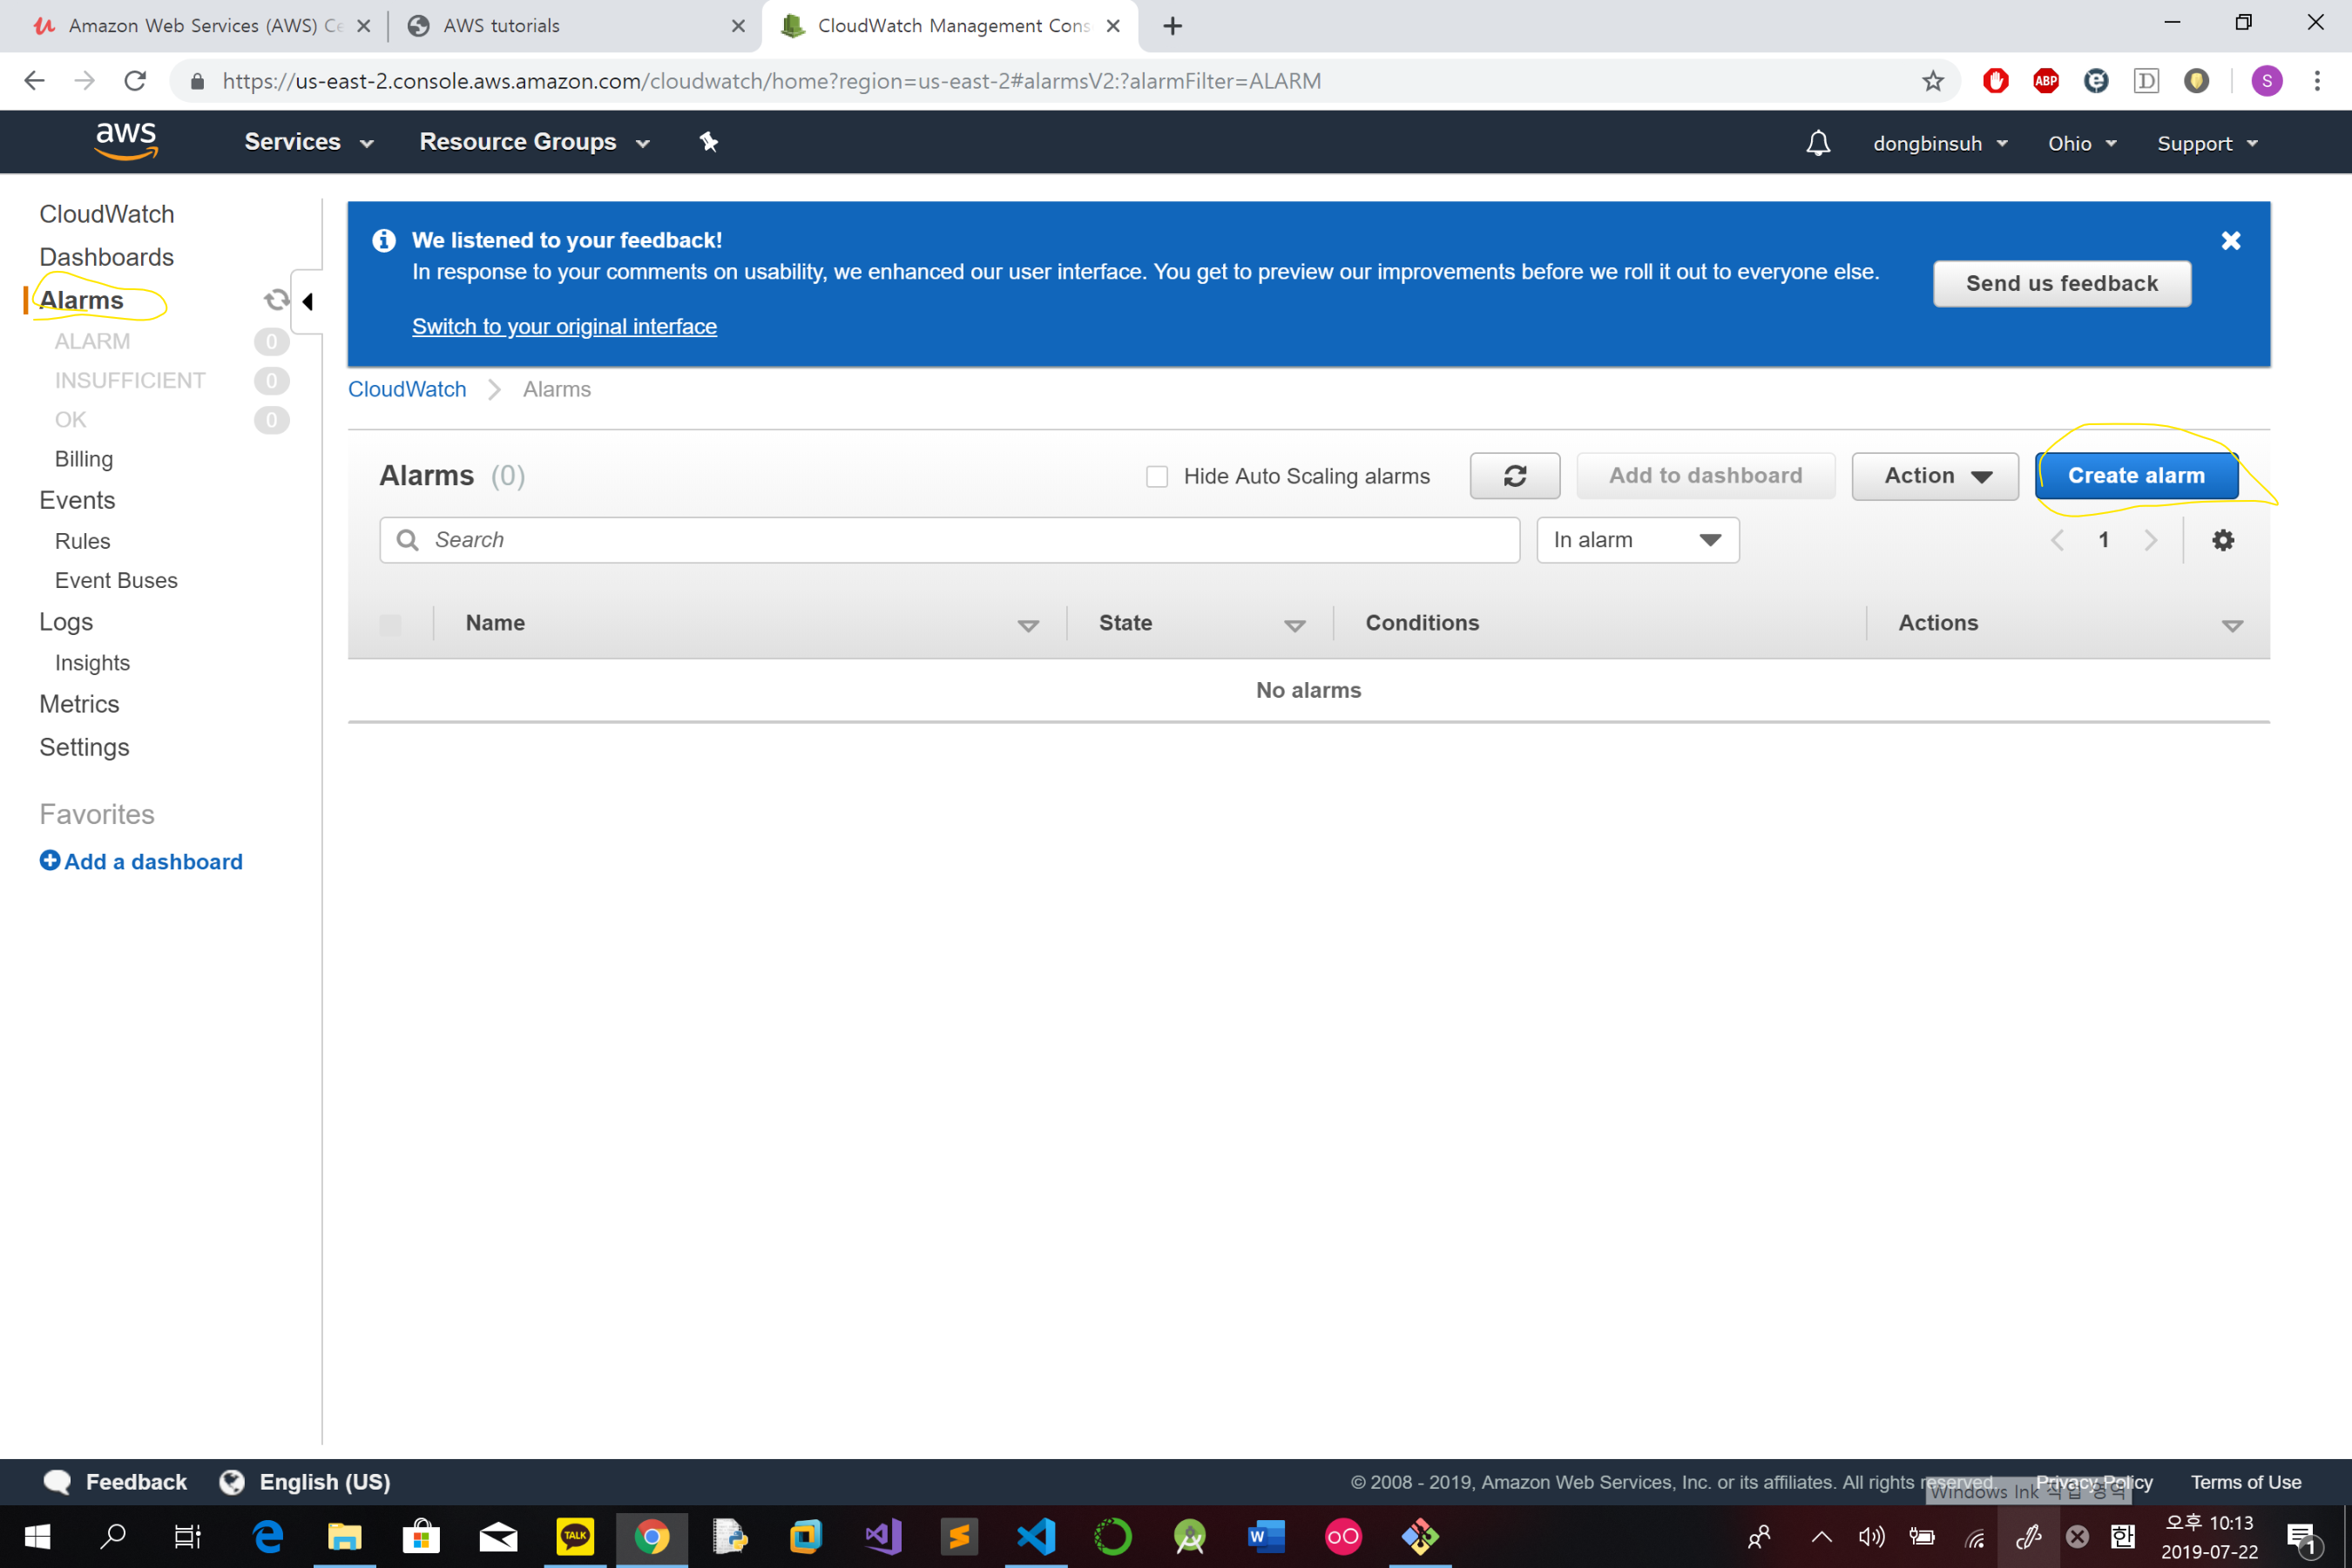 Amazon Web Services (AWS) Ce
AWS tutorials
CloudWatch Management Cons
https://us-east-2.console.aws.amazon.com/cloudwatch/home?region=us-east-2#alarmsV2:?alarmFilter=ALARM
ABP
D
S
aws
Services
Resource Groups
dongbinsuh
Ohio
Support
CloudWatch
Dashboards
Alarms
ALARM 0
INSUFFICIENT 0
OK 0
Billing
Events
Rules
Event Buses
Logs
Insights
Metrics
Settings
Favorites
Add a dashboard
We listened to your feedback!
In response to your comments on usability, we enhanced our user interface. You get to preview our improvements before we roll it out to everyone else.
Switch to your original interface
Send us feedback
CloudWatch Alarms
Alarms (0)
Hide Auto Scaling alarms
Add to dashboard
Action
Create alarm
Search
In alarm
1
Name State Conditions Actions
No alarms
Feedback
English (US)
© 2008 - 2019, Amazon Web Services, Inc. or its affiliates. All rights reserved.
Privacy Policy
Terms of Use
Windows Ink 작업 영역
TALK
W
한
오후 10:13
2019-07-22
1